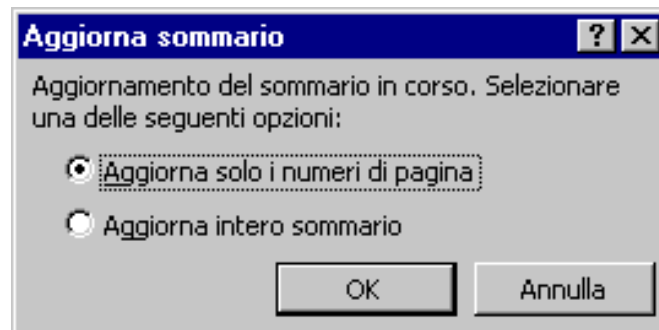 Aggiorna sommario
Aggiornamento del sommario in corso. Selezionare
una delle seguenti opzioni:
Aggiorna solo i numeri di pagina
Aggiorna intero sommario
OK Annulla